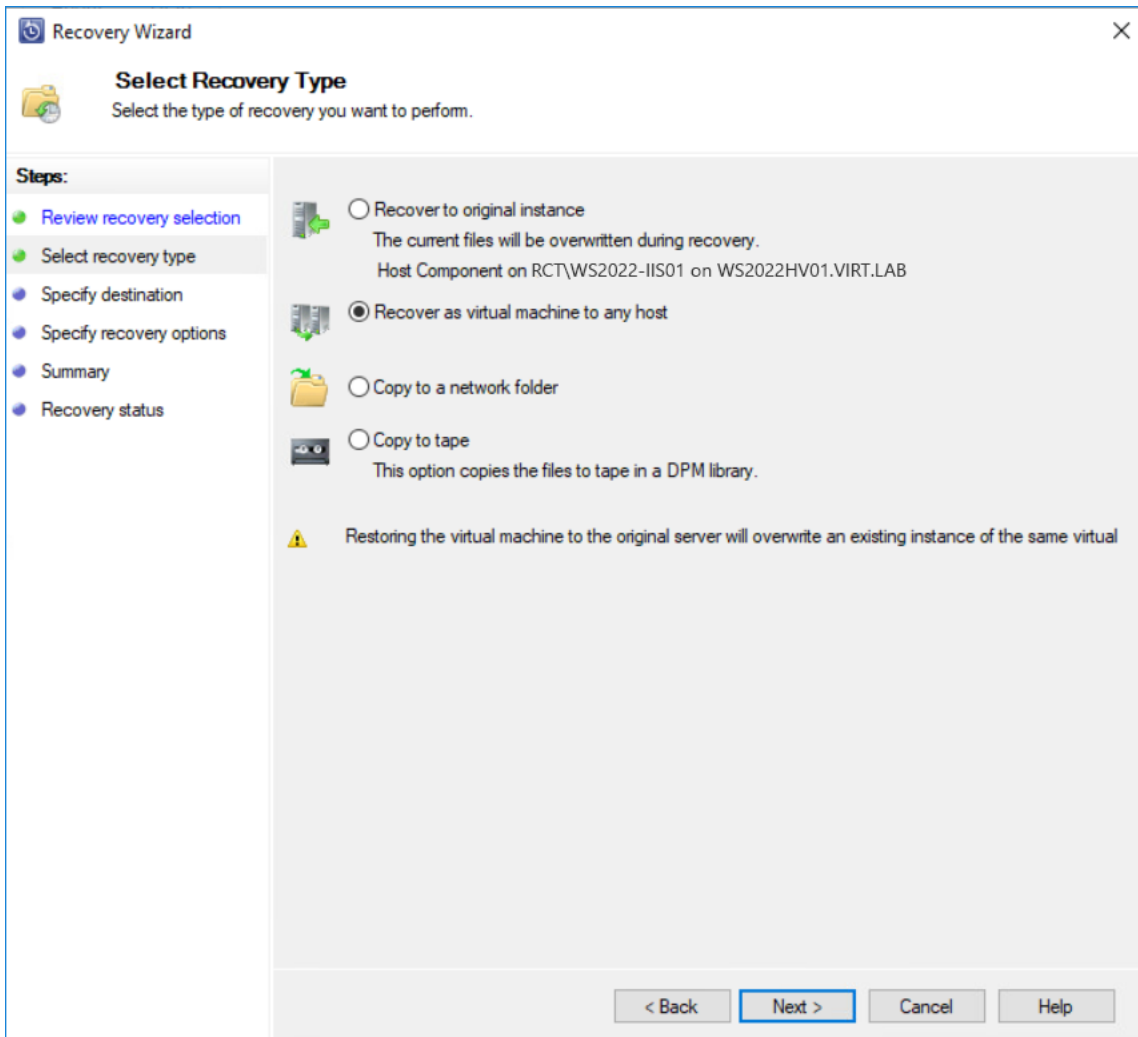 Recovery Wizard
Select Recovery Type
Select the type of recovery you want to perform.
Steps:
Review recovery selection
Select recovery type
Specify destination
Specify recovery options
Summary
Recovery status
Recover to original instance
The current files will be overwritten during recovery.
Host Component on RCT\WS2022-IIS01 on WS2022HV01.VIRT.LAB
Recover as virtual machine to any host
Copy to a network folder
Copy to tape
This option copies the files to tape in a DPM library.
Restoring the virtual machine to the original server will overwrite an existing instance of the same virtual
< Back
Next >
Cancel
Help